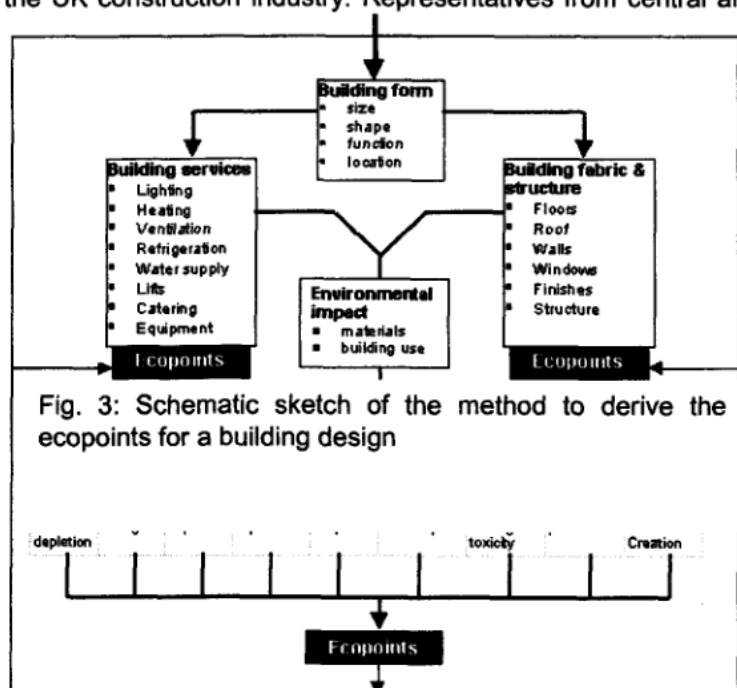 the UK construction industry. Representatives from central an
Building form
▪ size
▪ shape
▪ function
▪ location
Building services
▪ Lighting
▪ Heating
▪ Ventilation
▪ Refrigeration
▪ Water supply
▪ Lifts
▪ Catering
▪ Equipment
Ecopoints
Building fabric &
structure
▪ Floors
▪ Roof
▪ Walls
▪ Windows
▪ Finishes
▪ Structure
Ecopoints
Environmental
impact
▪ materials
▪ building use
Fig. 3: Schematic sketch of the method to derive the
ecopoints for a building design
depletion
toxicity
Creation
Ecopoints